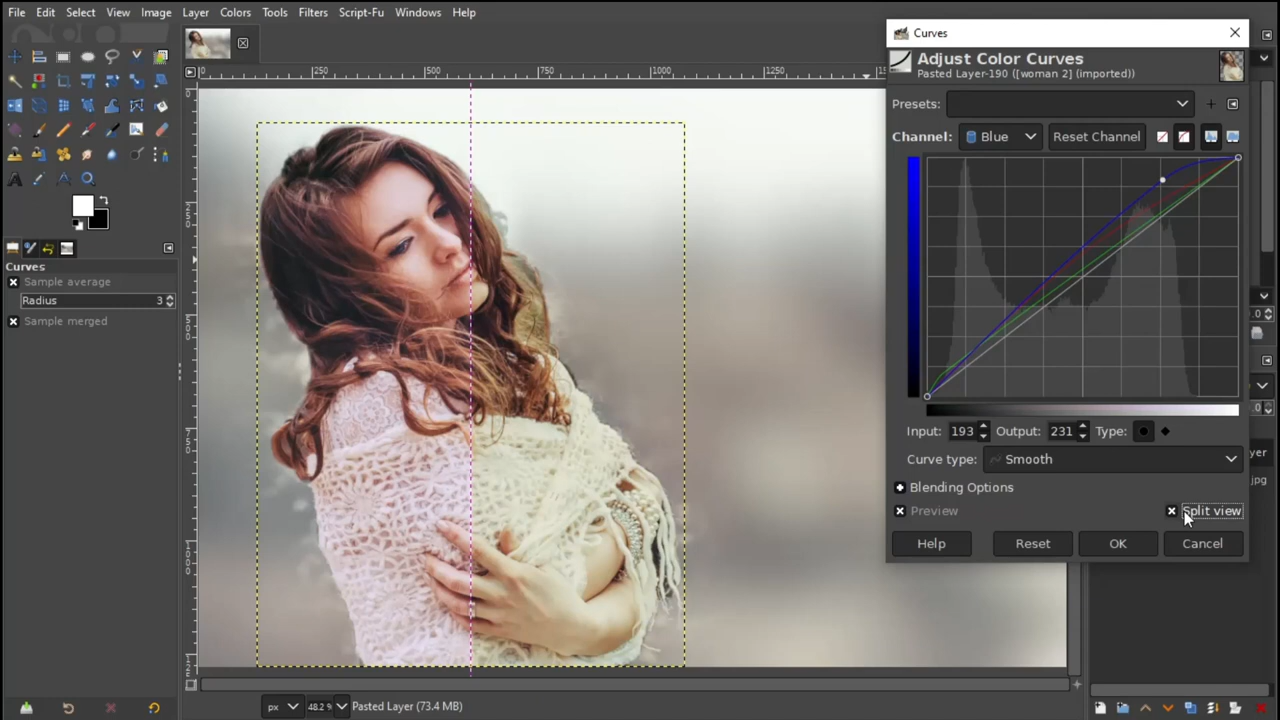 File Edit Select View Image Layer Colors Tools Filters Script-Fu Windows Help
Curves
Adjust Color Curves
Pasted Layer-190 ([woman 2] (imported))
Presets:
Channel: Blue Reset Channel
0 250 500 750 1000 1250
Curves
Sample average
Radius 3
Sample merged
Input: 193 Output: 231 Type:
Curve type: Smooth
Blending Options
Preview Split view
Help Reset OK Cancel
px 48.2 % Pasted Layer (73.4 MB)